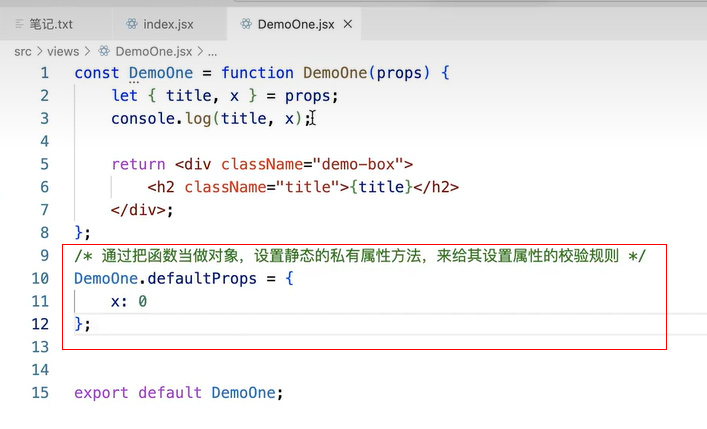 笔记.txt index.jsx DemoOne.jsx ×
src > views > DemoOne.jsx > ...
1 const DemoOne = function DemoOne(props) {
2     let { title, x } = props;
3     console.log(title, x);
4
5     return <div className="demo-box">
6         <h2 className="title">{title}</h2>
7     </div>;
8 };
9 /* 通过把函数当做对象，设置静态的私有属性方法，来给其设置属性的校验规则 */
10 DemoOne.defaultProps = {
11     x: 0
12 };
13
14
15 export default DemoOne;